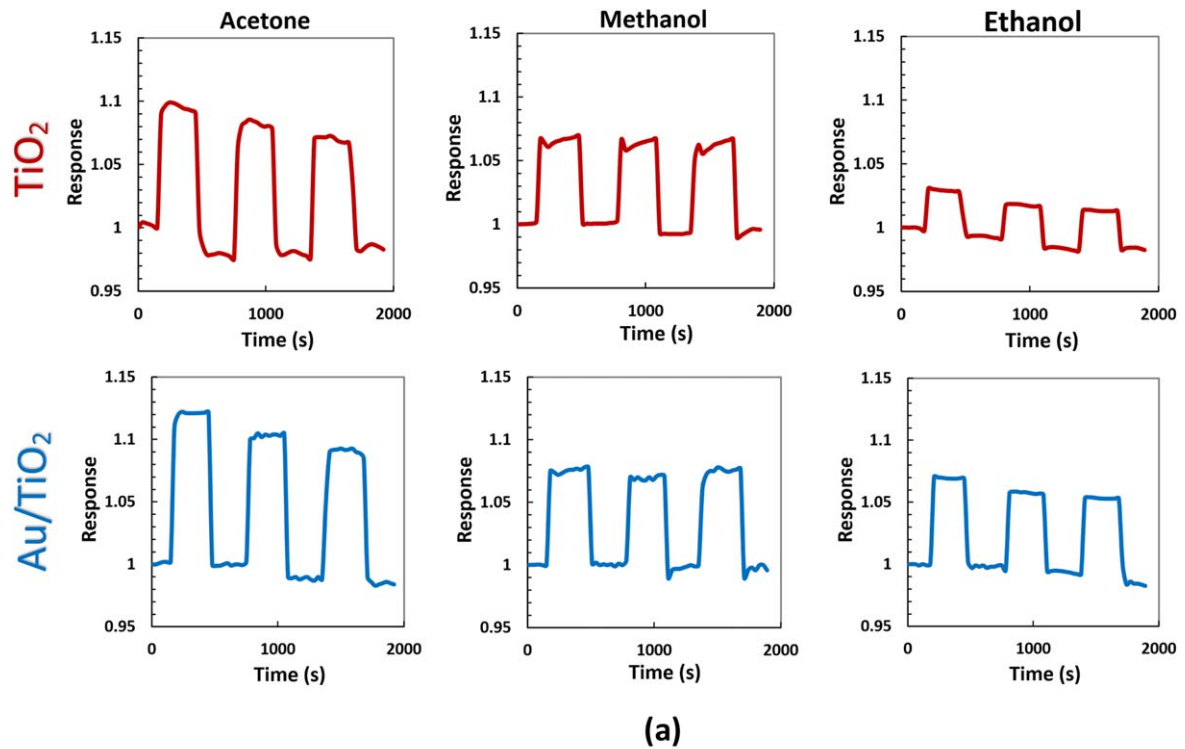 Acetone
Methanol
Ethanol
TiO₂
Response
1.15
1.1
1.05
1
0.95
0
1000
2000
Time (s)
Response
1.15
1.1
1.05
1
0.95
0
1000
2000
Time (s)
Response
1.15
1.1
1.05
1
0.95
0
1000
2000
Time (s)
Au/TiO₂
Response
1.15
1.1
1.05
1
0.95
0
1000
2000
Time (s)
Response
1.15
1.1
1.05
1
0.95
0
1000
2000
Time (s)
Response
1.15
1.1
1.05
1
0.95
0
1000
2000
Time (s)
(a)